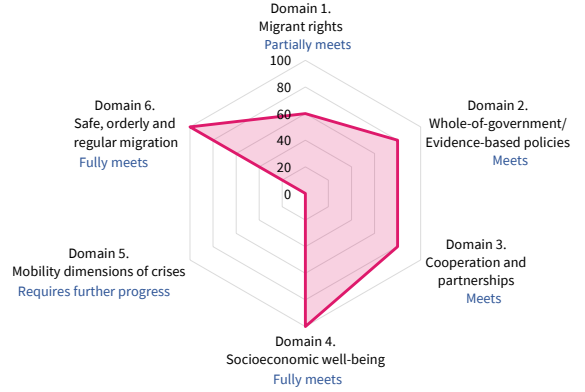 Domain 1.
Migrant rights
Partially meets
100
80
60
40
20
0
Domain 2.
Whole-of-government/
Evidence-based policies
Meets
Domain 3.
Cooperation and
partnerships
Meets
Domain 4.
Socioeconomic well-being
Fully meets
Domain 5.
Mobility dimensions of crises
Requires further progress
Domain 6.
Safe, orderly and
regular migration
Fully meets